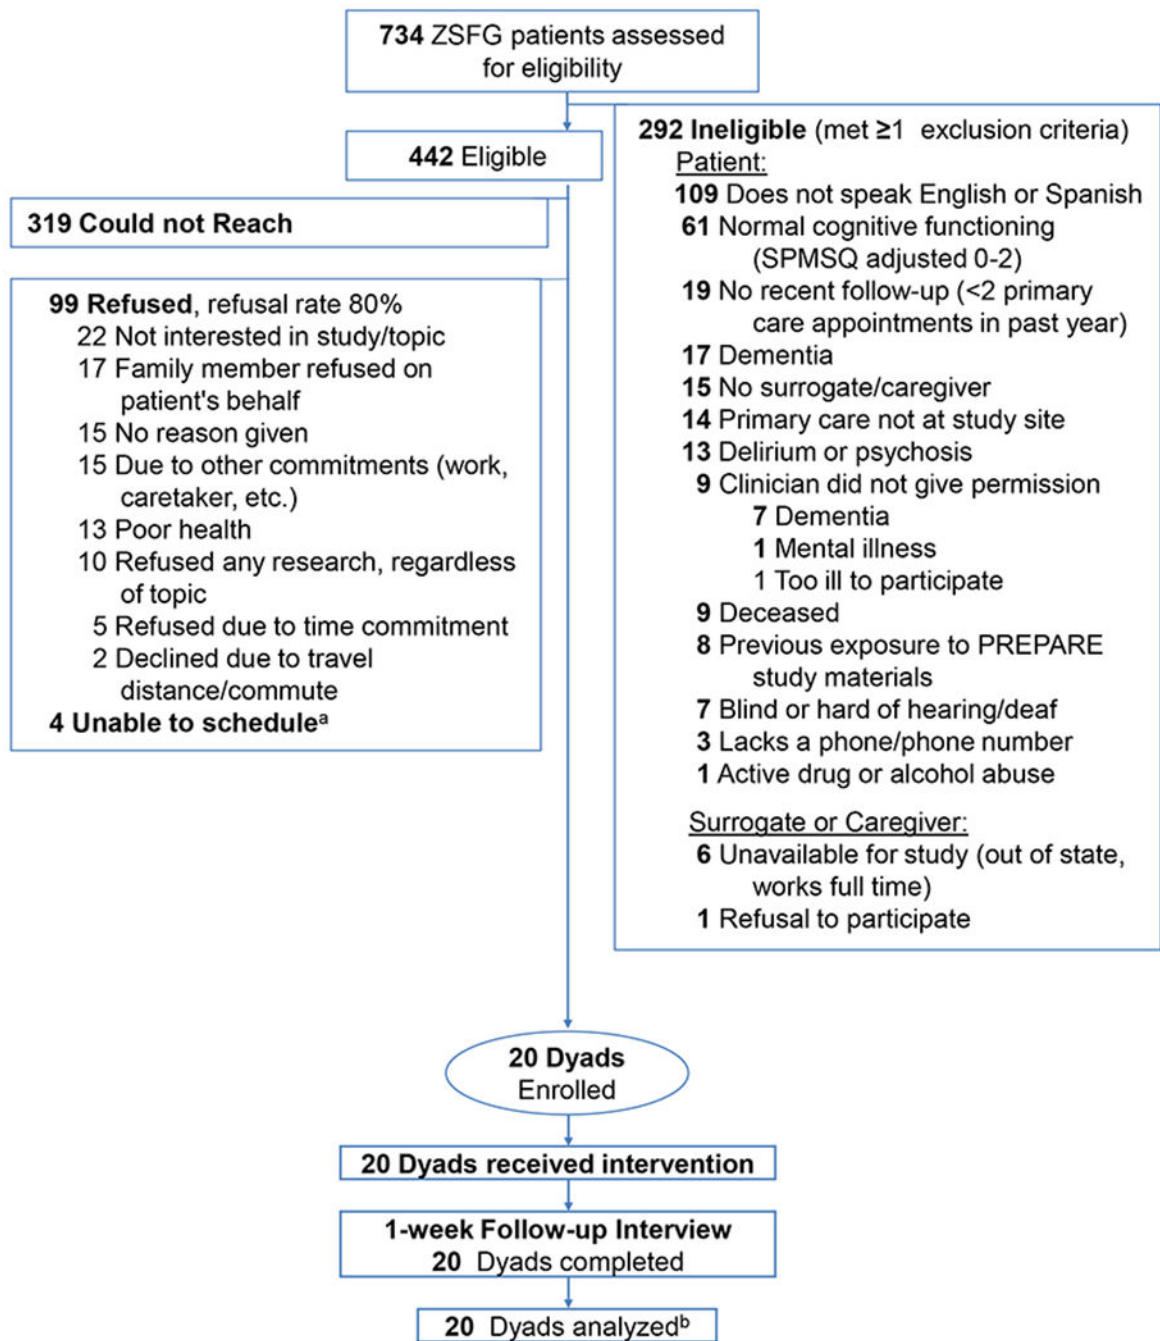 734 ZSFG patients assessed
for eligibility
442 Eligible
292 Ineligible (met ≥1 exclusion criteria)
Patient:
109 Does not speak English or Spanish
61 Normal cognitive functioning
(SPMSQ adjusted 0-2)
19 No recent follow-up (<2 primary
care appointments in past year)
17 Dementia
15 No surrogate/caregiver
14 Primary care not at study site
13 Delirium or psychosis
9 Clinician did not give permission
7 Dementia
1 Mental illness
1 Too ill to participate
9 Deceased
8 Previous exposure to PREPARE
study materials
7 Blind or hard of hearing/deaf
3 Lacks a phone/phone number
1 Active drug or alcohol abuse
Surrogate or Caregiver:
6 Unavailable for study (out of state,
works full time)
1 Refusal to participate
319 Could not Reach
99 Refused, refusal rate 80%
22 Not interested in study/topic
17 Family member refused on
patient's behalf
15 No reason given
15 Due to other commitments (work,
caretaker, etc.)
13 Poor health
10 Refused any research, regardless
of topic
5 Refused due to time commitment
2 Declined due to travel
distance/commute
4 Unable to scheduleᵃ
20 Dyads
Enrolled
20 Dyads received intervention
1-week Follow-up Interview
20 Dyads completed
20 Dyads analyzedᵇ